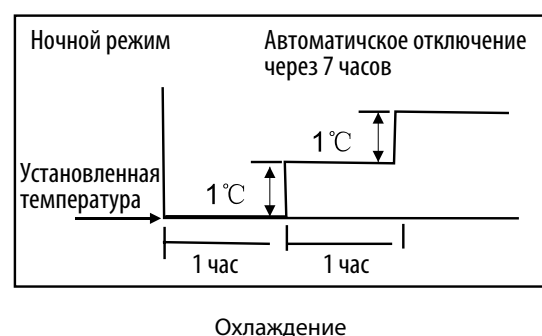 Ночной режим
Автоматичское отключение
через 7 часов
1℃
1℃
Установленная
температура
1 час
1 час
Охлаждение